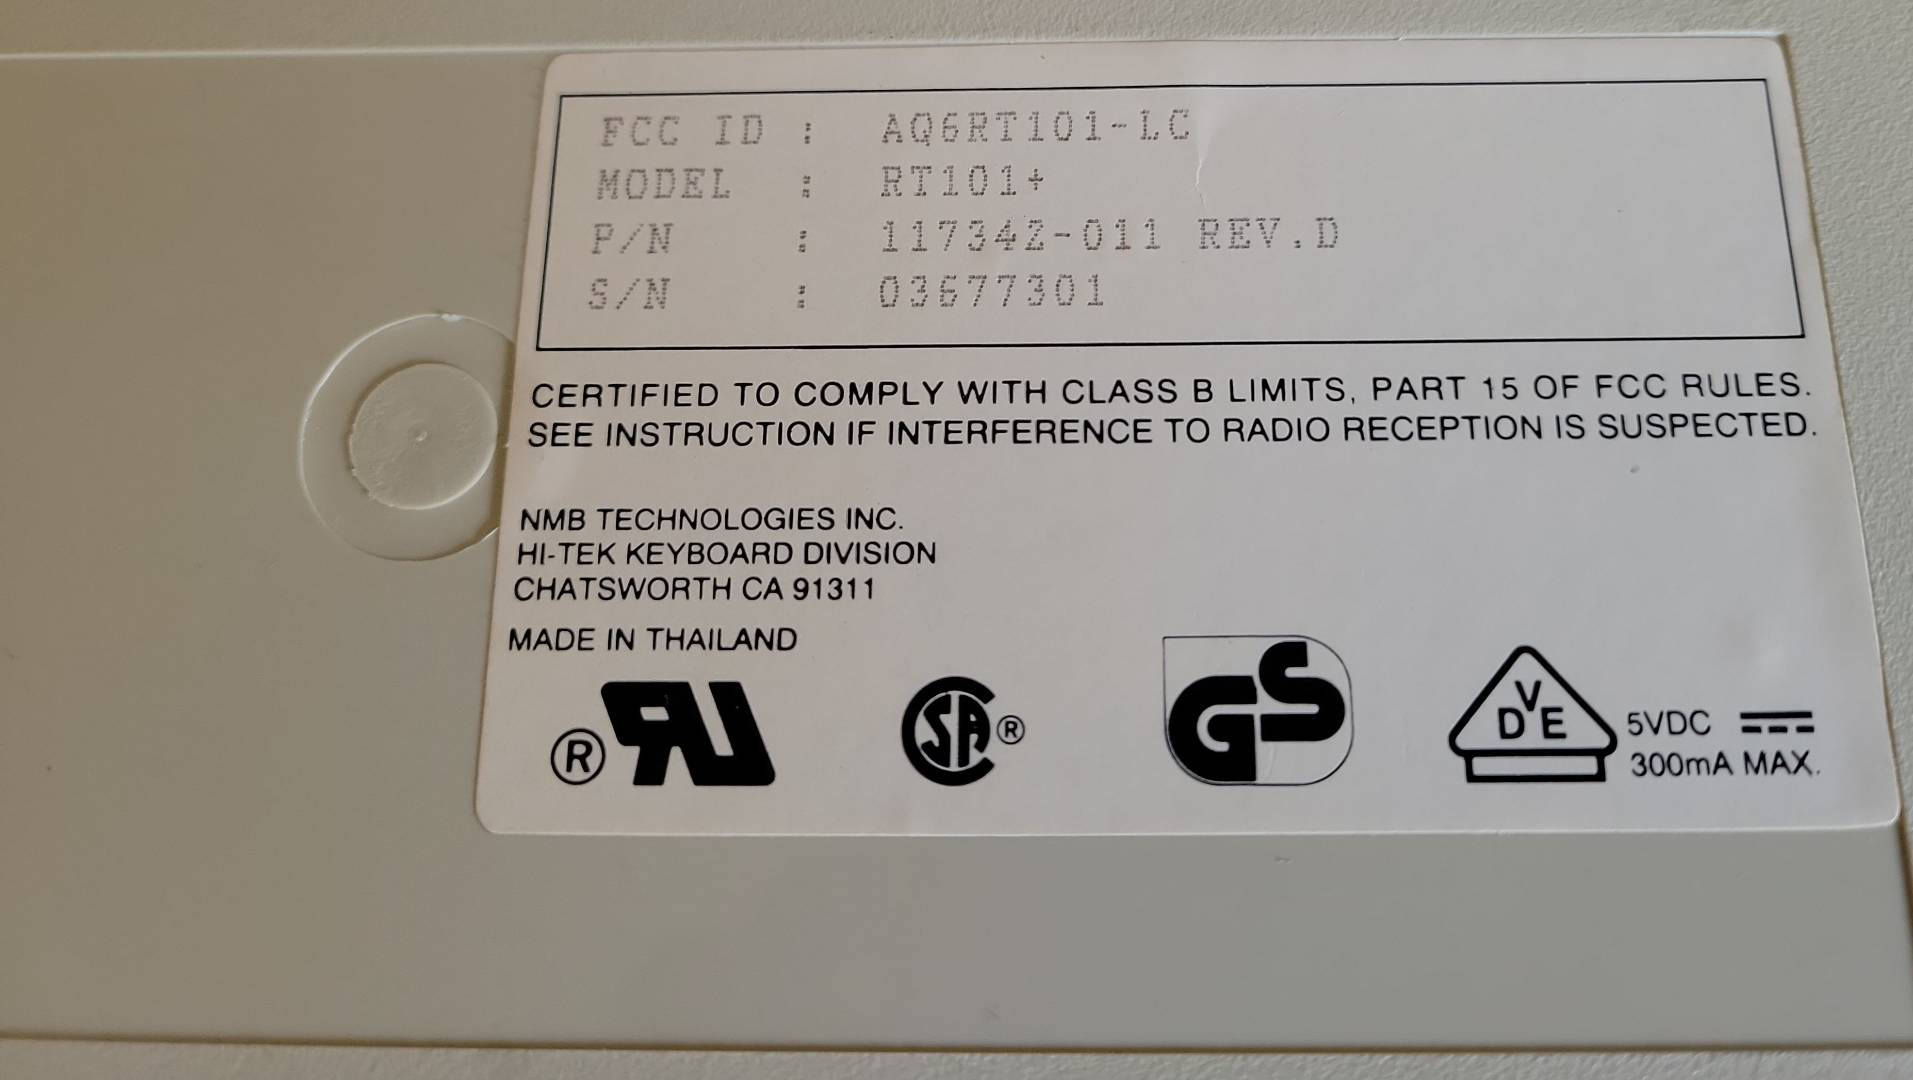 FCC ID : AQ6RT101-LC
MODEL : RT101+
P/N : 117342-011 REV.D
S/N : 03677301
CERTIFIED TO COMPLY WITH CLASS B LIMITS, PART 15 OF FCC RULES.
SEE INSTRUCTION IF INTERFERENCE TO RADIO RECEPTION IS SUSPECTED.
NMB TECHNOLOGIES INC.
HI-TEK KEYBOARD DIVISION
CHATSWORTH CA 91311
MADE IN THAILAND
® RU SA ® GS VDE 5VDC
300mA MAX.